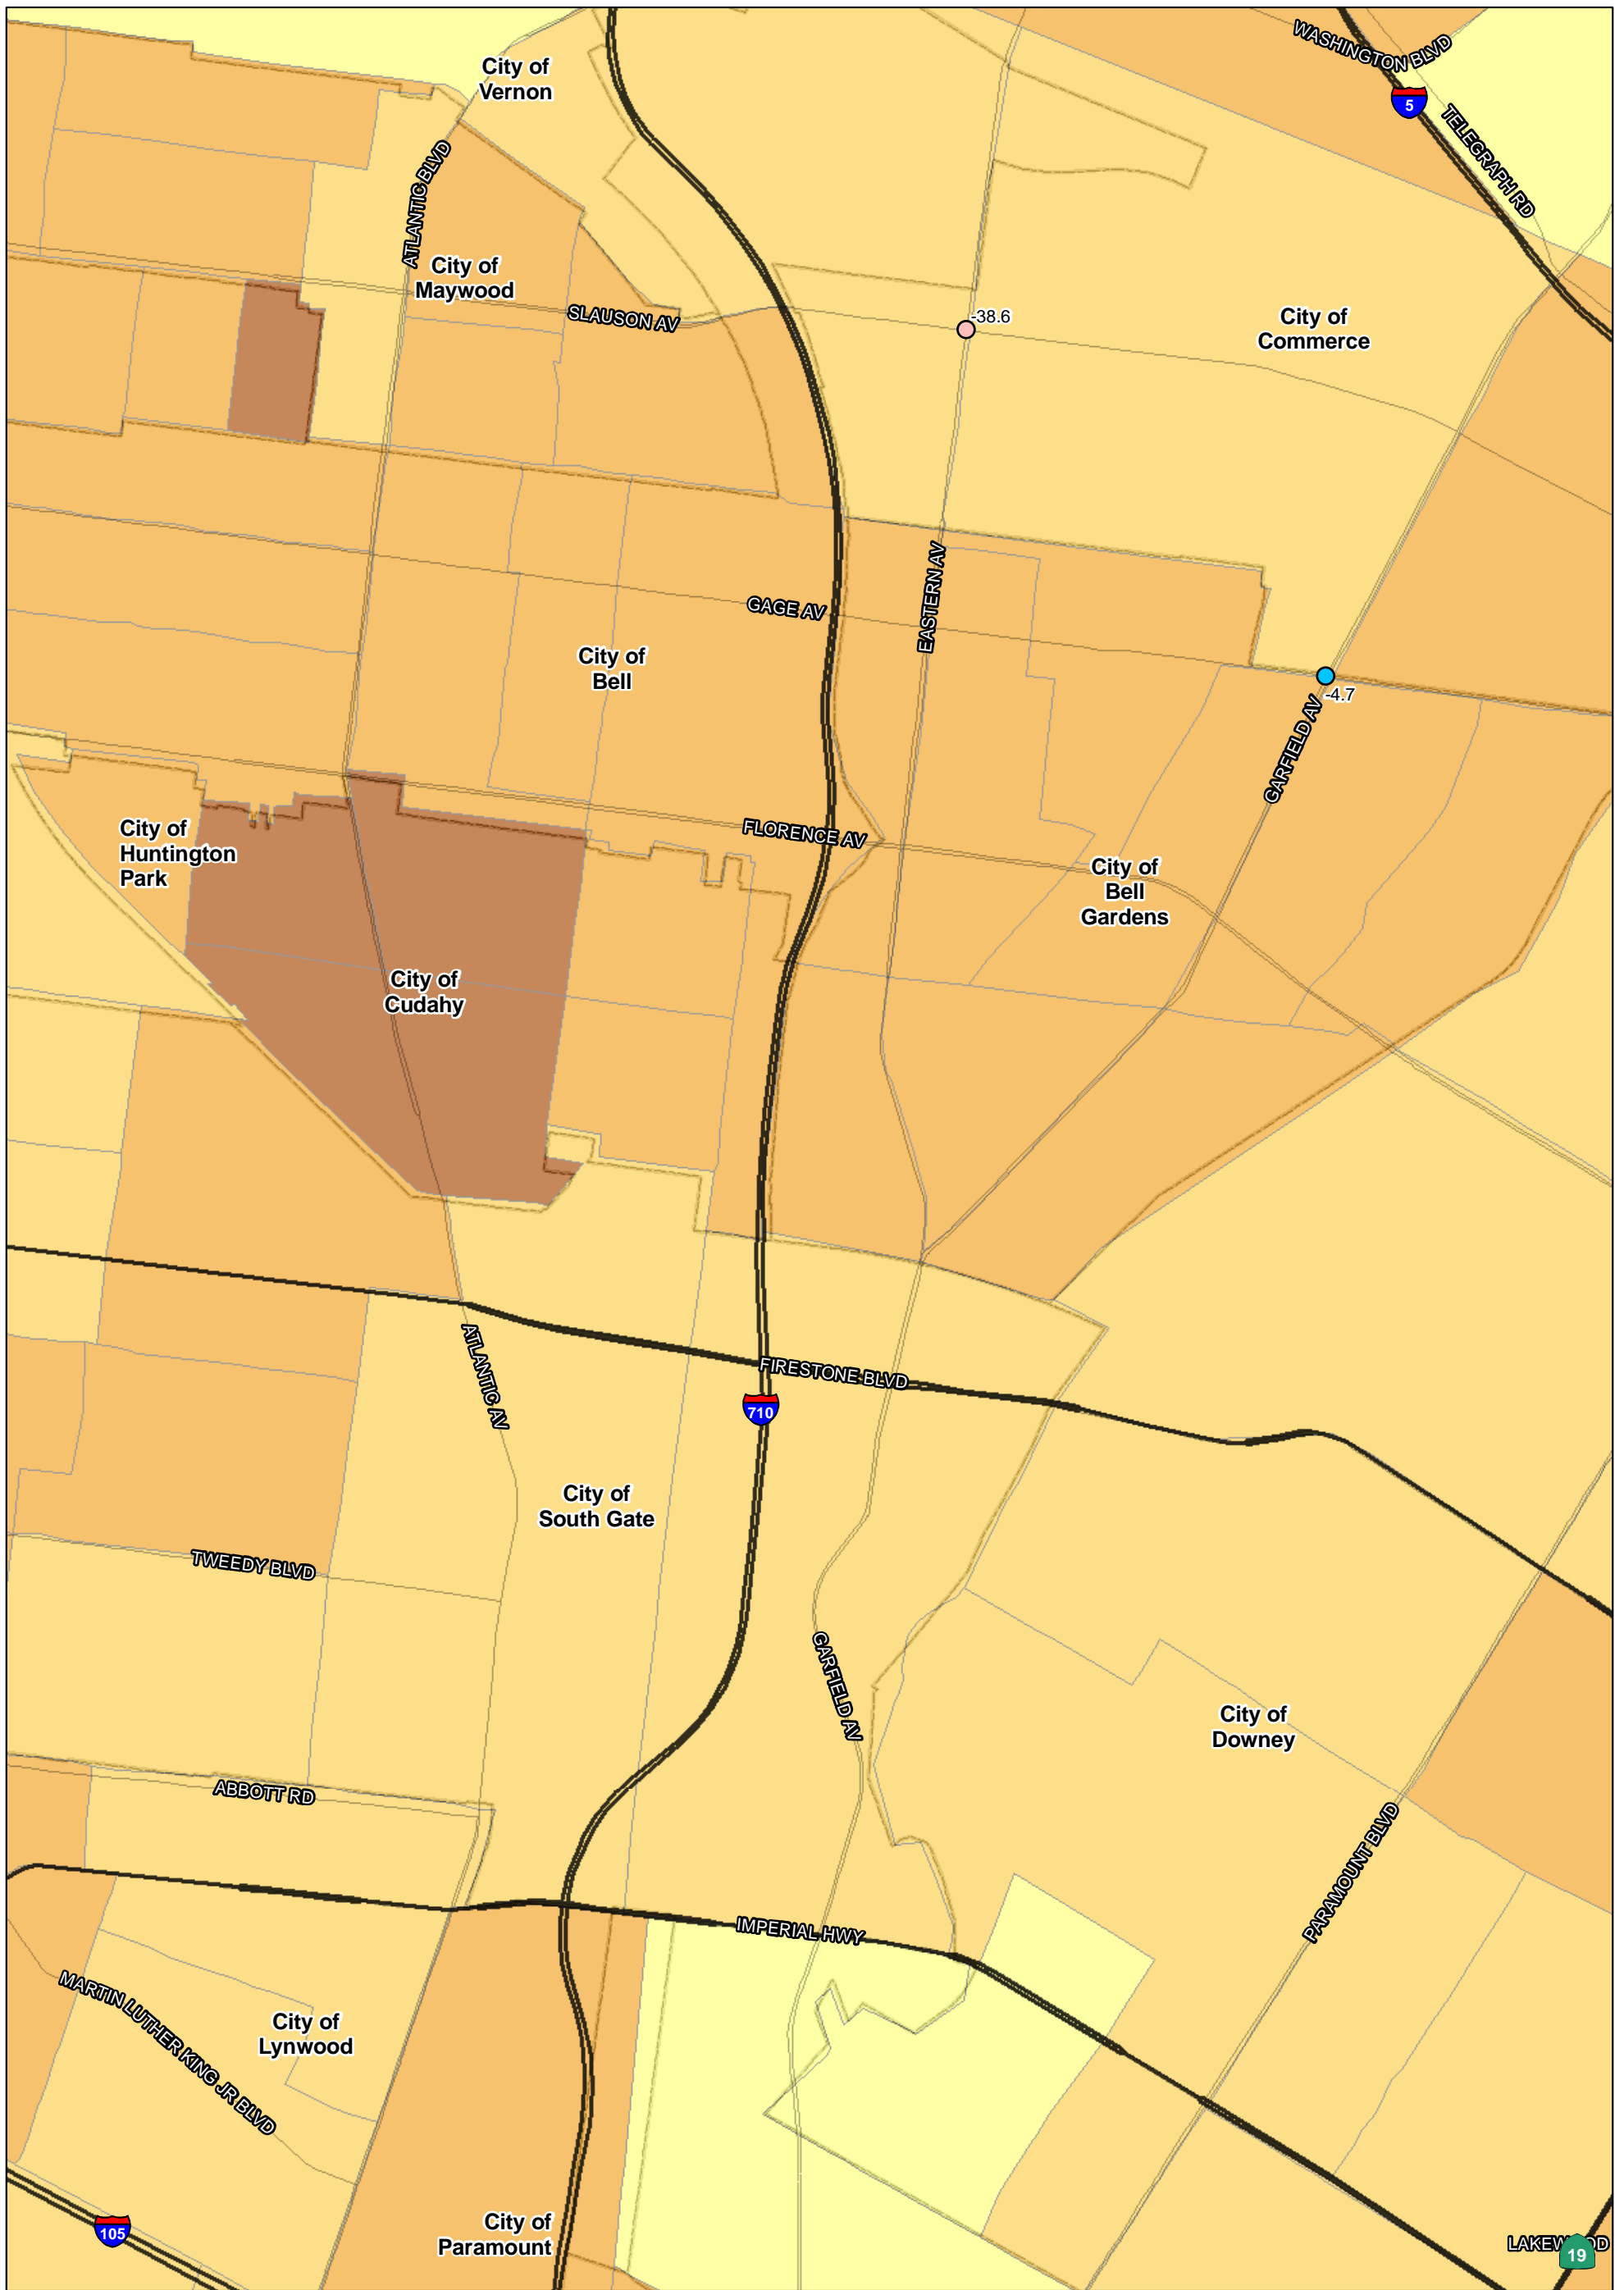 WASHINGTON BLVD
City of
Vernon
5
TELEGRAPH RD
ATLANTIC BLVD
City of
Maywood
SLAUSON AV
-38.6
City of
Commerce
EASTERN AV
GAGE AV
City of
Bell
-4.7
GARFIELD AV
FLORENCE AV
City of
Huntington
Park
City of
Bell
Gardens
City of
Cudahy
ATLANTIC AV
FIRESTONE BLVD
710
City of
South Gate
TWEEDY BLVD
GARFIELD AV
City of
Downey
ABBOTT RD
PARAMOUNT BLVD
IMPERIAL HWY
MARTIN LUTHER KING JR BLVD
City of
Lynwood
City of
Paramount
105
19